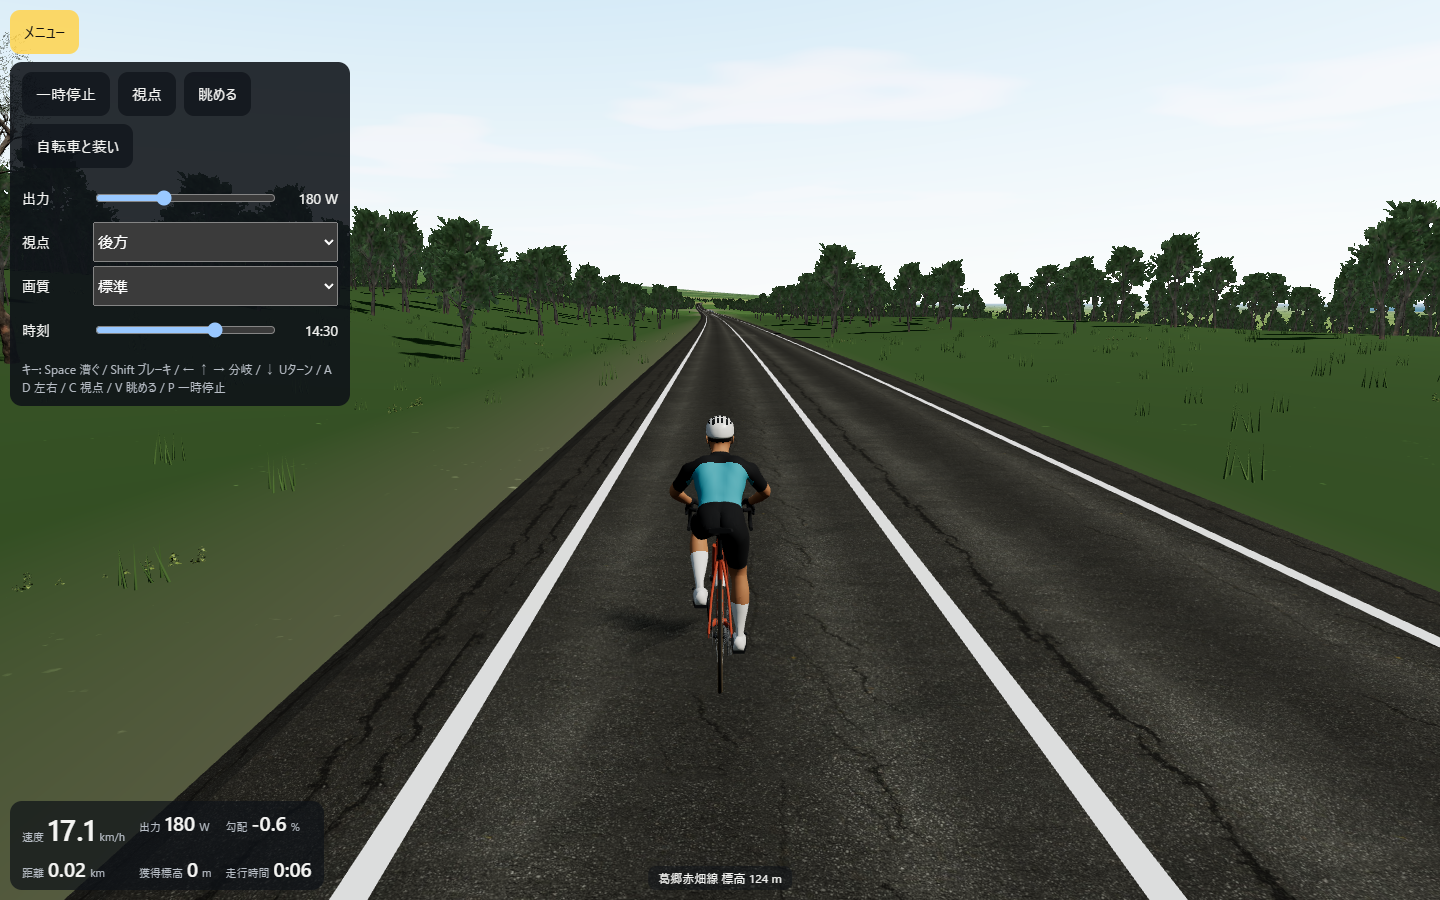 メニュー
一時停止 視点 眺める
自転車と装い
出力 180 W
視点 後方
画質 標準
時刻 14:30
キー: Space 漕ぐ / Shift ブレーキ / ← ↑ → 分岐 / ↓ Uターン / A
D 左右 / C 視点 / V 眺める / P 一時停止
速度 17.1 km/h 出力 180 W 勾配 -0.6 %
距離 0.02 km 獲得標高 0 m 走行時間 0:06
葛郷赤畑線 標高 124 m